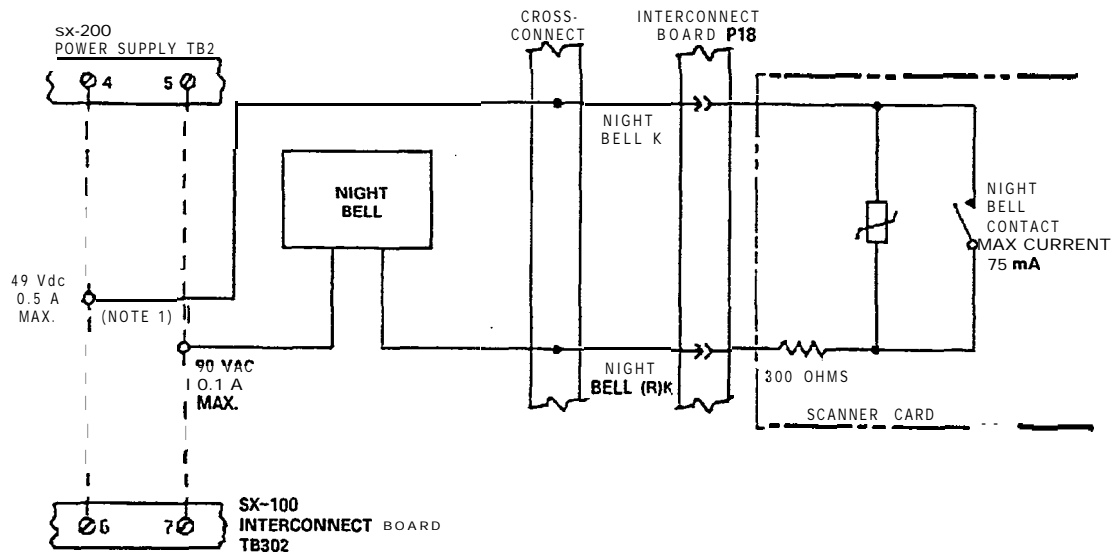 sx-200
POWER SUPPLY TB2
4
5
CROSS-
CONNECT
INTERCONNECT
BOARD P18
NIGHT
BELL K
NIGHT
BELL
NIGHT
BELL
CONTACT
MAX CURRENT
75 mA
49 Vdc
0.5 A
MAX.
(NOTE 1)
90 VAC
0.1 A
MAX.
NIGHT
BELL (R)K
300 OHMS
SCANNER CARD
6
7
SX-100
INTERCONNECT BOARD
TB302